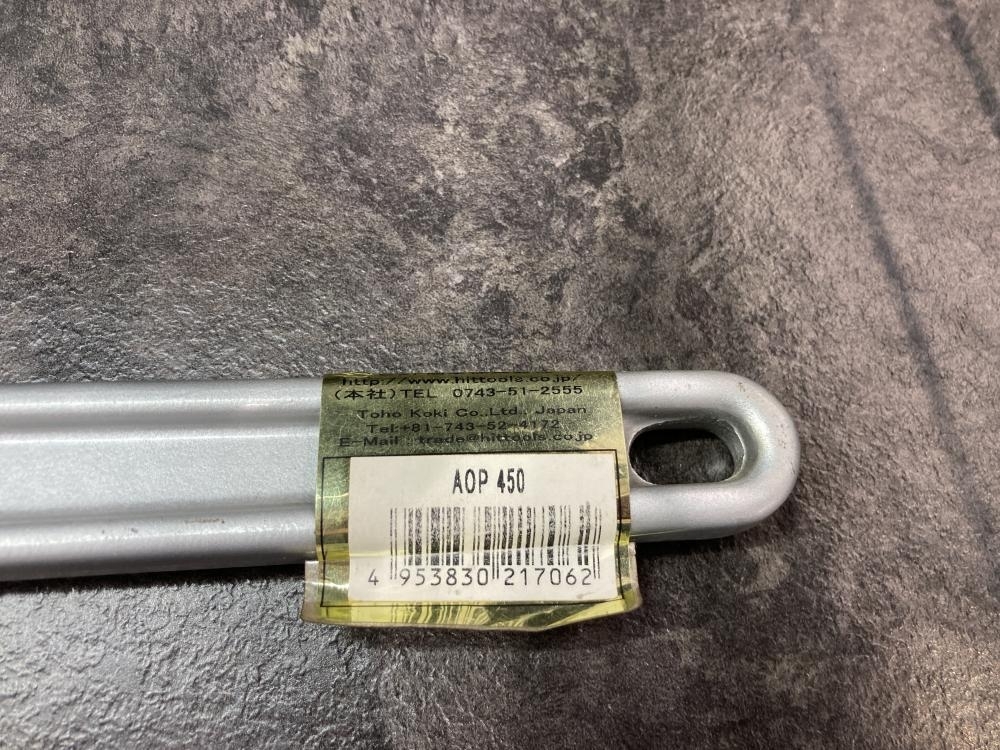 http://www.hittools.co.jp/
(本社)TEL 0743-51-2555
Toho Koki Co.,Ltd., Japan
Tel:+81-743-52-4172
E-Mail : trade@hittools.co.jp
AOP 450
4 953830 217062